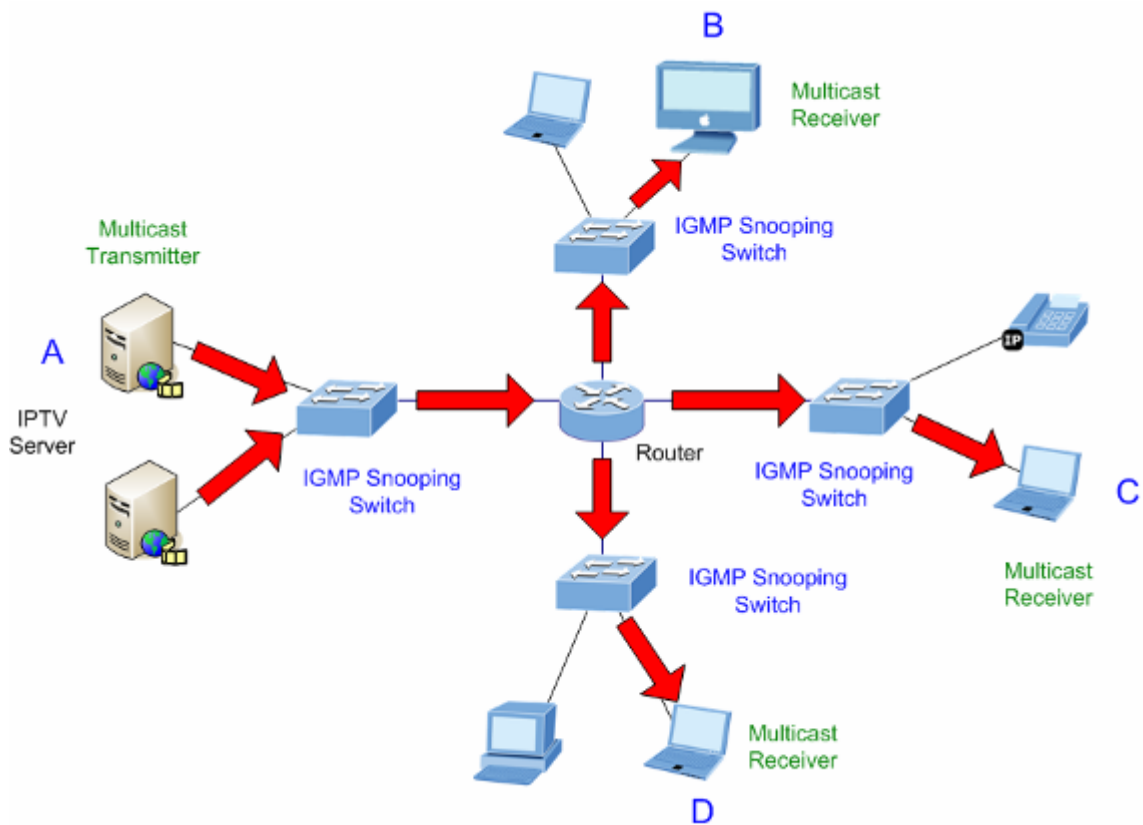 B
Multicast
Receiver
IGMP Snooping
Switch
Multicast
Transmitter
A
IPTV
Server
IGMP Snooping
Switch
Router
IP
IGMP Snooping
Switch
C
Multicast
Receiver
IGMP Snooping
Switch
Multicast
Receiver
D